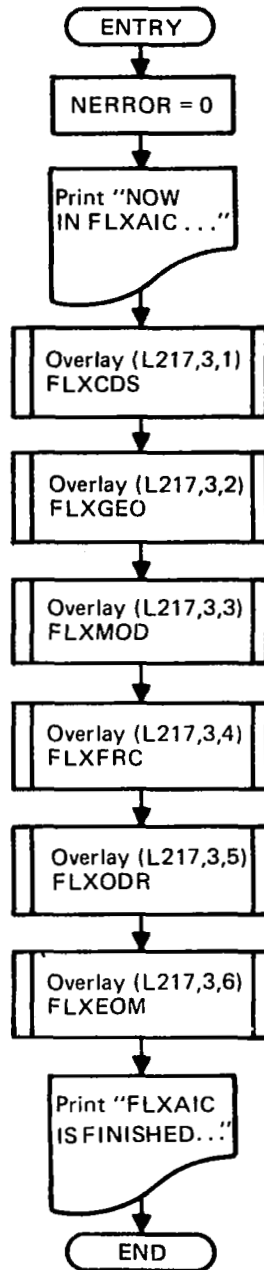 ENTRY
NERROR = 0
Print "NOW
IN FLXAIC . . ."
Overlay (L217,3,1)
FLXCDS
Overlay (L217,3,2)
FLXGEO
Overlay (L217,3,3)
FLXMOD
Overlay (L217,3,4)
FLXFRC
Overlay (L217,3,5)
FLXODR
Overlay (L217,3,6)
FLXEOM
Print "FLXAIC
IS FINISHED. . ."
END